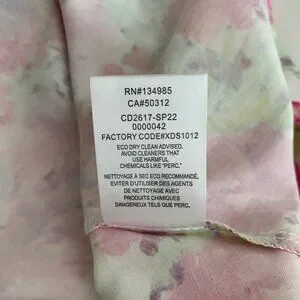 RN#134985
CA#50312
CD2617-SP22
0000042
FACTORY CODE#XDS1012
ECO DRY CLEAN ADVISED.
AVOID CLEANERS THAT
USE HARMFUL
CHEMICALS LIKE "PERC."
NETTOYAGE À SEC ECO RECOMMANDÉ,
EVITER D'UTILISER DES AGENTS
DE NETTOYAGE AVEC
PRODUITS CHIMIQUES
DANGEREUX TELS QUE PERC.